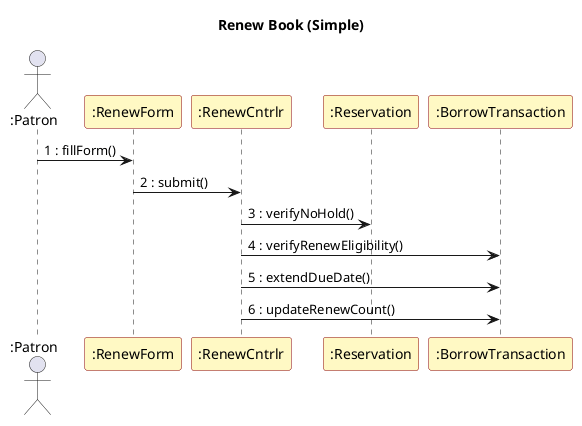 Renew Book (Simple)
:Patron
:RenewForm
:RenewCntrlr
:Reservation
:BorrowTransaction
1 : fillForm()
2 : submit()
3 : verifyNoHold()
4 : verifyRenewEligibility()
5 : extendDueDate()
6 : updateRenewCount()
:Patron
:RenewForm
:RenewCntrlr
:Reservation
:BorrowTransaction